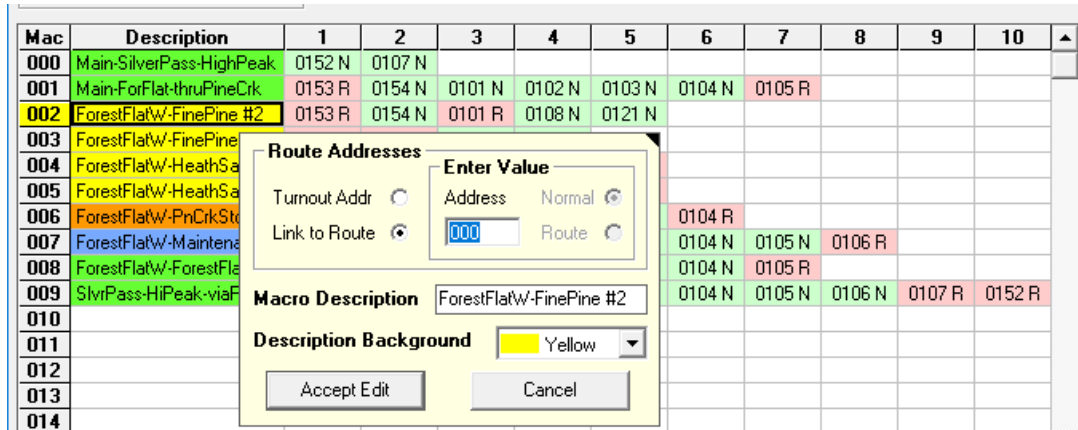 Mac Description 1 2 3 4 5 6 7 8 9 10
000 Main-SilverPass-HighPeak 0152 N 0107 N
001 Main-ForFlat-thruPineCrk 0153 R 0154 N 0101 N 0102 N 0103 N 0104 N 0105 R
002 ForestFlatW-FinePine #2 0153 R 0154 N 0101 R 0108 N 0121 N
003 ForestFlatW-FinePine
004 ForestFlatW-HeathSa
005 ForestFlatW-HeathSa
006 ForestFlatW-PnCrkSto 0104 R
007 ForestFlatW-Maintena 0104 N 0105 N 0106 R
008 ForestFlatW-ForestFla 0104 N 0105 R
009 SlvrPass-HiPeak-viaF 0104 N 0105 N 0106 N 0107 R 0152 R
010
011
012
013
014
Route Addresses
Enter Value
Turnout Addr Address Normal
Link to Route 000 Route
Macro Description ForestFlatW-FinePine #2
Description Background Yellow
Accept Edit Cancel